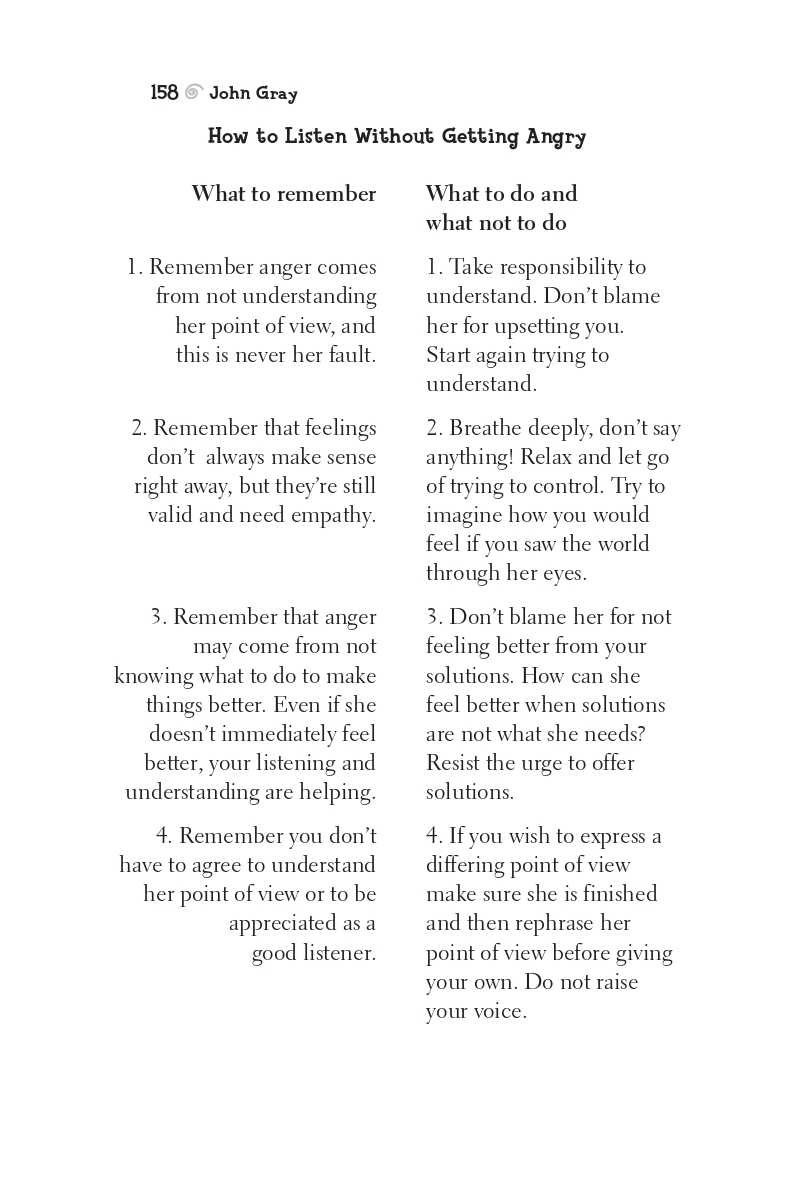 158 John Gray
How to Listen Without Getting Angry
What to remember
What to do and
what not to do
1. Remember anger comes
from not understanding
her point of view, and
this is never her fault.
1. Take responsibility to
understand. Don’t blame
her for upsetting you.
Start again trying to
understand.
2. Remember that feelings
don’t  always make sense
right away, but they’re still
valid and need empathy.
2. Breathe deeply, don’t say
anything! Relax and let go
of trying to control. Try to
imagine how you would
feel if you saw the world
through her eyes.
3. Remember that anger
may come from not
knowing what to do to make
things better. Even if she
doesn’t immediately feel
better, your listening and
understanding are helping.
3. Don’t blame her for not
feeling better from your
solutions. How can she
feel better when solutions
are not what she needs?
Resist the urge to offer
solutions.
4. Remember you don’t
have to agree to understand
her point of view or to be
appreciated as a
good listener.
4. If you wish to express a
differing point of view
make sure she is finished
and then rephrase her
point of view before giving
your own. Do not raise
your voice.